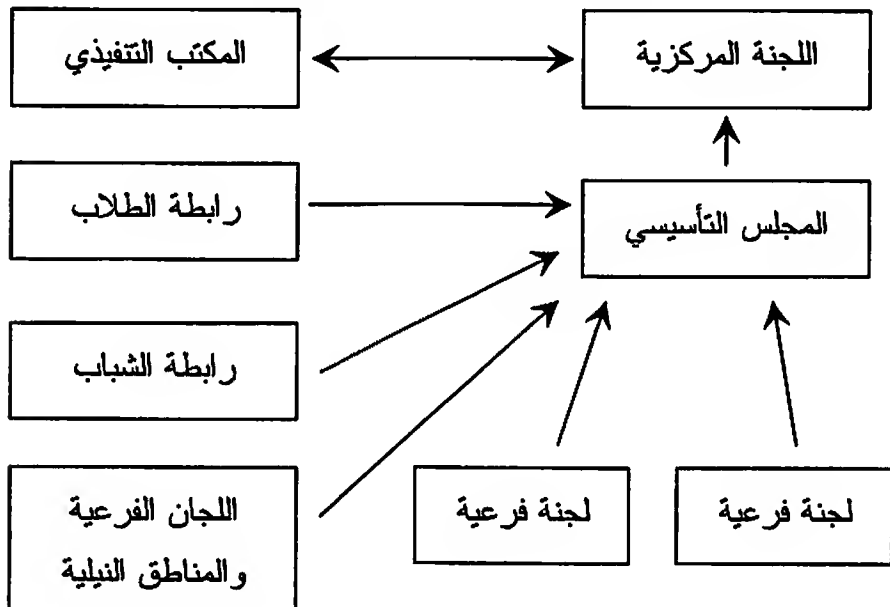 اللجنة المركزية
المكتب التنفيذي
المجلس التأسيسي
رابطة الطلاب
رابطة الشباب
لجنة فرعية
لجنة فرعية
اللجان الفرعية
والمناطق النيلية